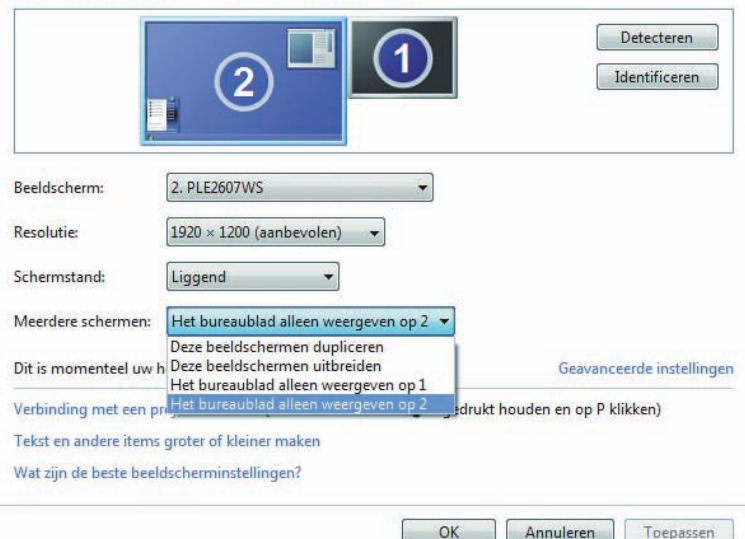 2
1
Detecteren
Identificeren
Beeldscherm: 2. PLE2607WS
Resolutie: 1920 × 1200 (aanbevolen)
Schermstand: Liggend
Meerdere schermen: Het bureaublad alleen weergeven op 2
Deze beeldschermen dupliceren
Dit is momenteel uw h Deze beeldschermen uitbreiden Geavanceerde instellingen
Het bureaublad alleen weergeven op 1
Verbinding met een pr Het bureaublad alleen weergeven op 2 gedrukt houden en op P klikken)
Tekst en andere items groter of kleiner maken
Wat zijn de beste beeldscherminstellingen?
OK Annuleren Toepassen